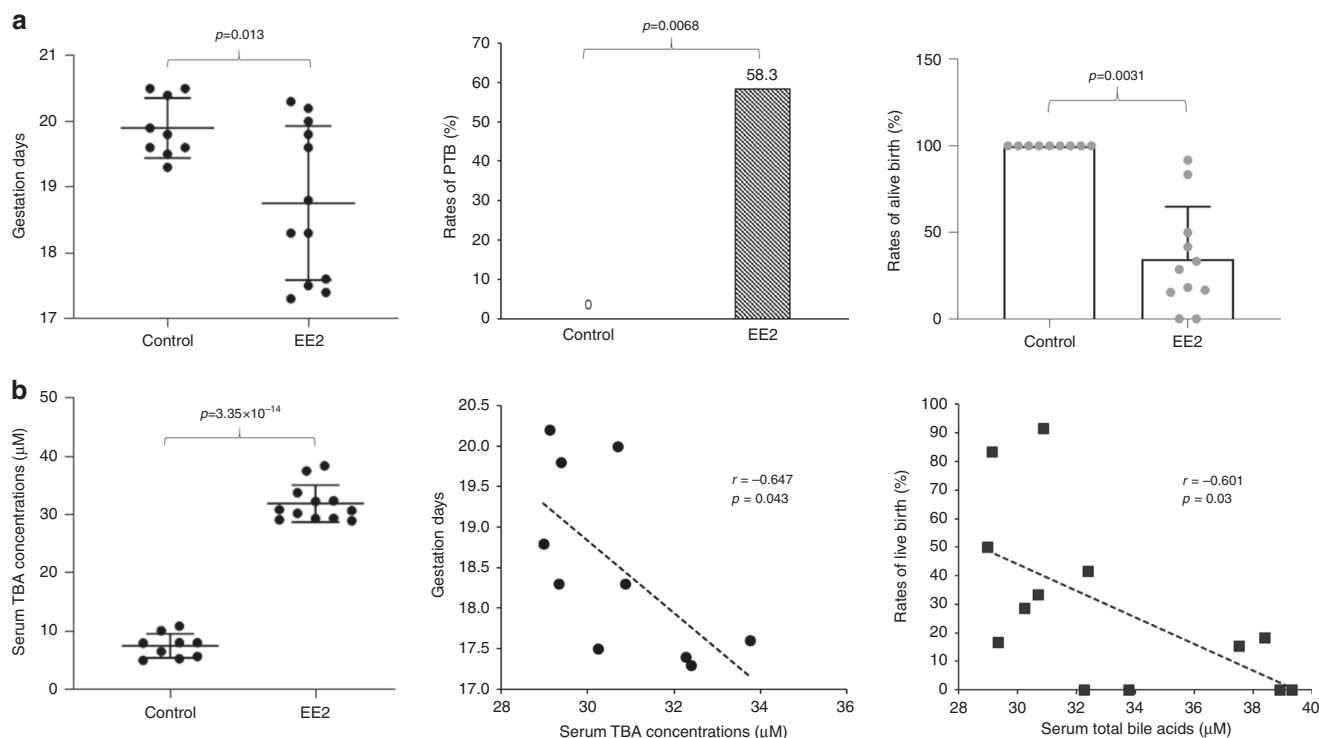 a
p=0.013
21
20
19
18
17
Gestation days
Control
EE2
p=0.0068
70
60
50
40
30
20
10
0
Rates of PTB (%)
58.3
0
Control
EE2
p=0.0031
150
100
50
0
Rates of alive birth (%)
Control
EE2
b
p=3.35×10⁻¹⁴
50
40
30
20
10
0
Serum TBA concentrations (μM)
Control
EE2
20.5
20.0
19.5
19.0
18.5
18.0
17.5
17.0
Gestation days
r = –0.647
p = 0.043
28 30 32 34 36
Serum TBA concentrations (μM)
100
90
80
70
60
50
40
30
20
10
0
Rates of live birth (%)
r = –0.601
p = 0.03
28 30 32 34 36 38 40
Serum total bile acids (μM)